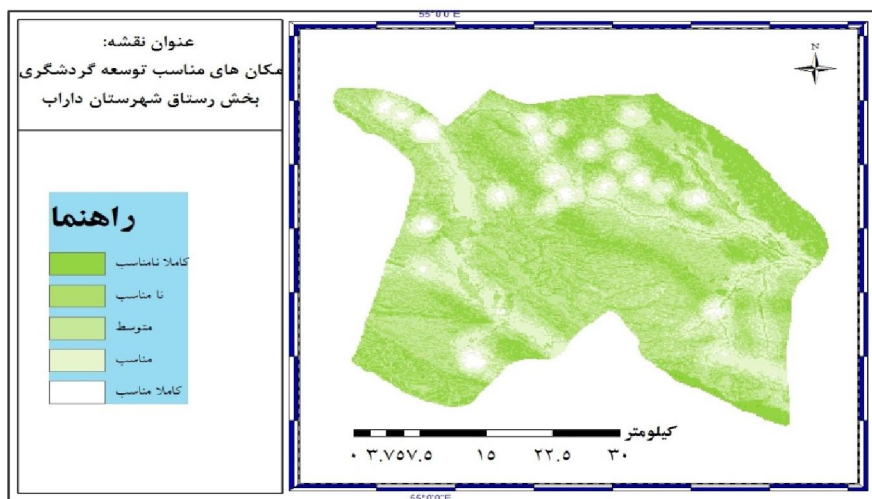 عنوان نقشه:
مکان های مناسب توسعه گردشگری
بخش رستاق شهرستان داراب
راهنما
کاملا نامناسب
نا مناسب
متوسط
مناسب
کاملا مناسب
55°0'0"E
N
کیلومتر
۰ ۳.۷۵۷.۵ ۱۵ ۲۲.۵ ۳۰
55°0'0"E